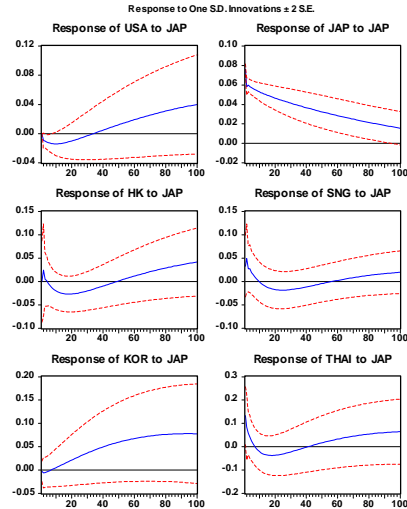 Response to One S.D. Innovations ± 2 S.E.
Response of USA to JAP
0.12
0.08
0.04
0.00
-0.04
20 40 60 80 100
Response of JAP to JAP
0.10
0.08
0.06
0.04
0.02
0.00
-0.02
20 40 60 80 100
Response of HK to JAP
0.15
0.10
0.05
0.00
-0.05
-0.10
20 40 60 80 100
Response of SNG to JAP
0.15
0.10
0.05
0.00
-0.05
-0.10
20 40 60 80 100
Response of KOR to JAP
0.20
0.15
0.10
0.05
0.00
-0.05
20 40 60 80 100
Response of THAI to JAP
0.3
0.2
0.1
0.0
-0.1
-0.2
20 40 60 80 100